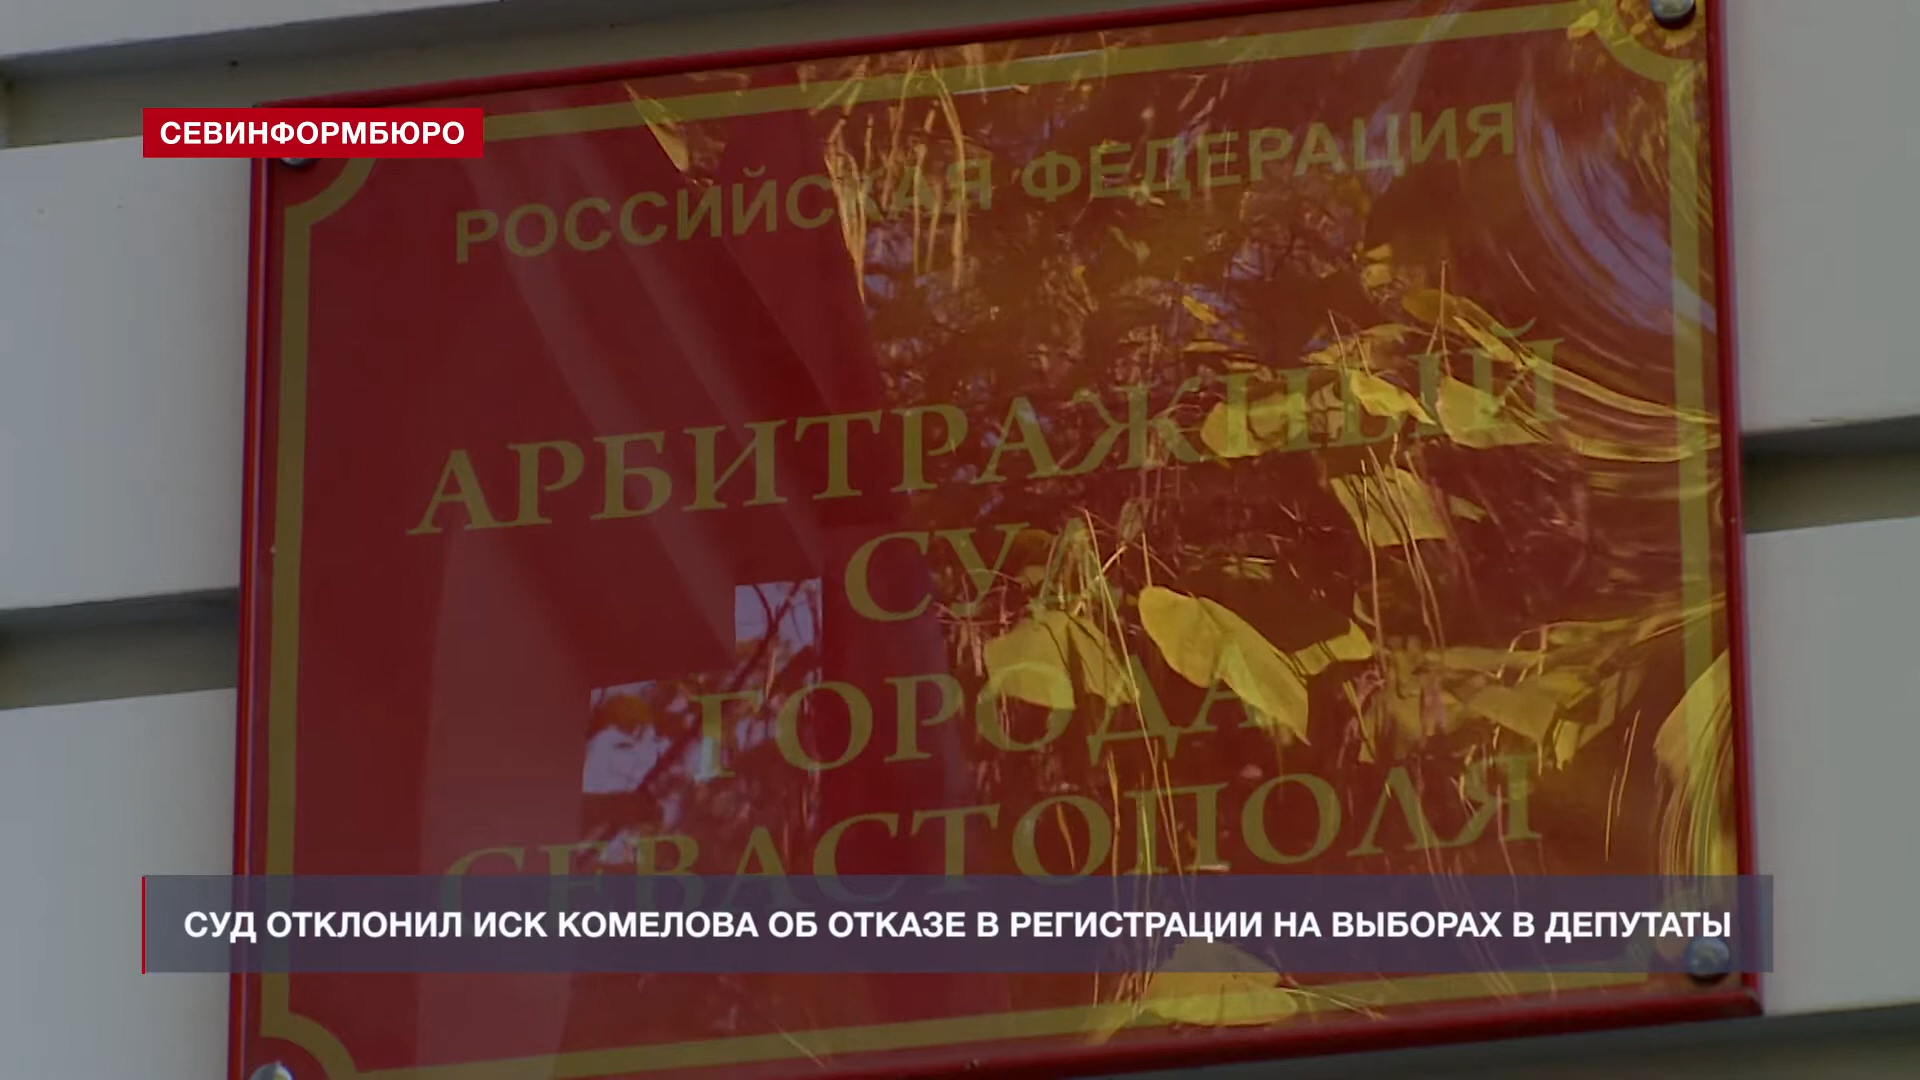 СЕВИНФОРМБЮРО
РОССИЙСКАЯ ФЕДЕРАЦИЯ
АРБИТРАЖНЫЙ
СУД
ГОРОДА
СЕВАСТОПОЛЯ
СУД ОТКЛОНИЛ ИСК КОМЕЛОВА ОБ ОТКАЗЕ В РЕГИСТРАЦИИ НА ВЫБОРАХ В ДЕПУТАТЫ